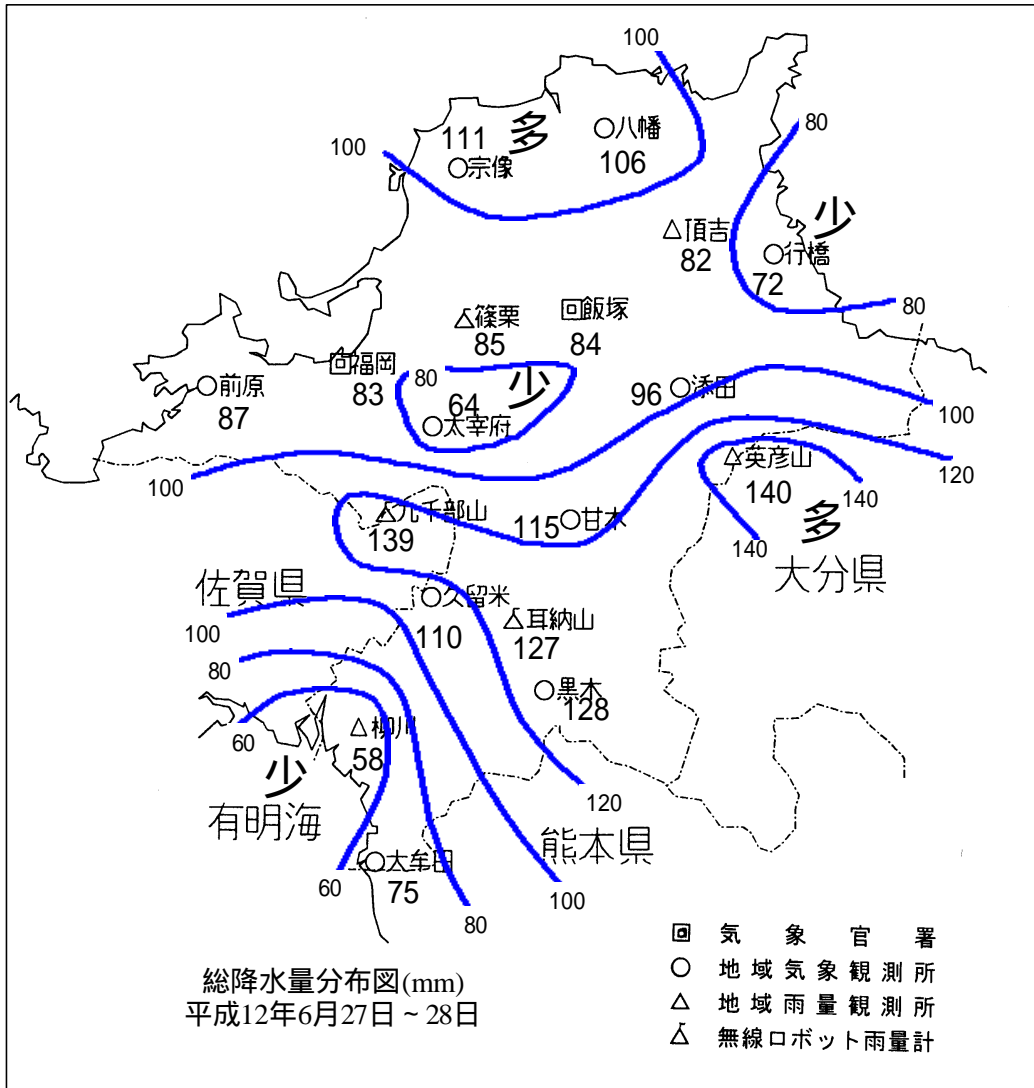 100
80
111 多 ○八幡
100 ○宗像 106
△頂吉 少
82 ○行橋
72
80
篠栗 飯塚
85 84
福岡 80 少
○前原 83 64 96 ○添田
87 ○太宰府
100
120
100 英彦山
140 140
九千部山 115 ○甘木 多
139 140
大分県
佐賀県 ○久留米
100 110 △耳納山
127
80
○黒木
128
60 △柳川
58
少
120
有明海
熊本県
○大牟田
60 75 100
80
気象官署
○ 地域気象観測所
△ 地域雨量観測所
無線ロボット雨量計
総降水量分布図(mm)
平成12年6月27日~28日